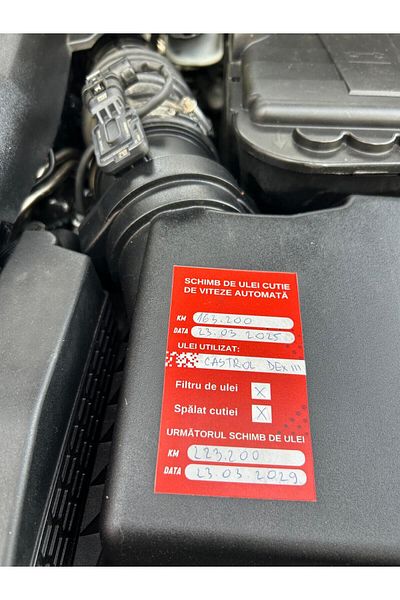 SCHIMB DE ULEI CUTIE
DE VITEZE AUTOMATĂ
KM 163.200
DATA 23.03.2025
ULEI UTILIZAT:
CASTROL DEX III
Filtru de ulei X
Spălat cutiei X
URMĂTORUL SCHIMB DE ULEI
KM 223.200
DATA 23.03.2029